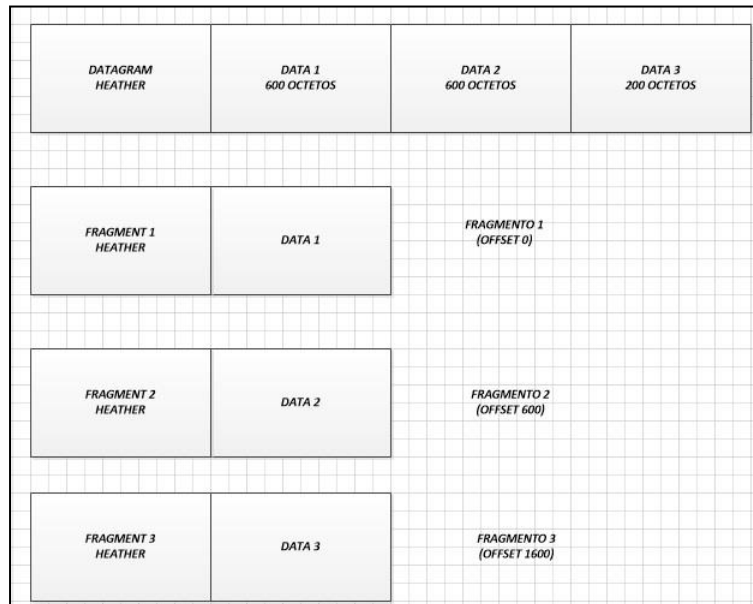 DATAGRAM
HEATHER
DATA 1
600 OCTETOS
DATA 2
600 OCTETOS
DATA 3
200 OCTETOS
FRAGMENT 1
HEATHER
DATA 1
FRAGMENTO 1
(OFFSET 0)
FRAGMENT 2
HEATHER
DATA 2
FRAGMENTO 2
(OFFSET 600)
FRAGMENT 3
HEATHER
DATA 3
FRAGMENTO 3
(OFFSET 1600)